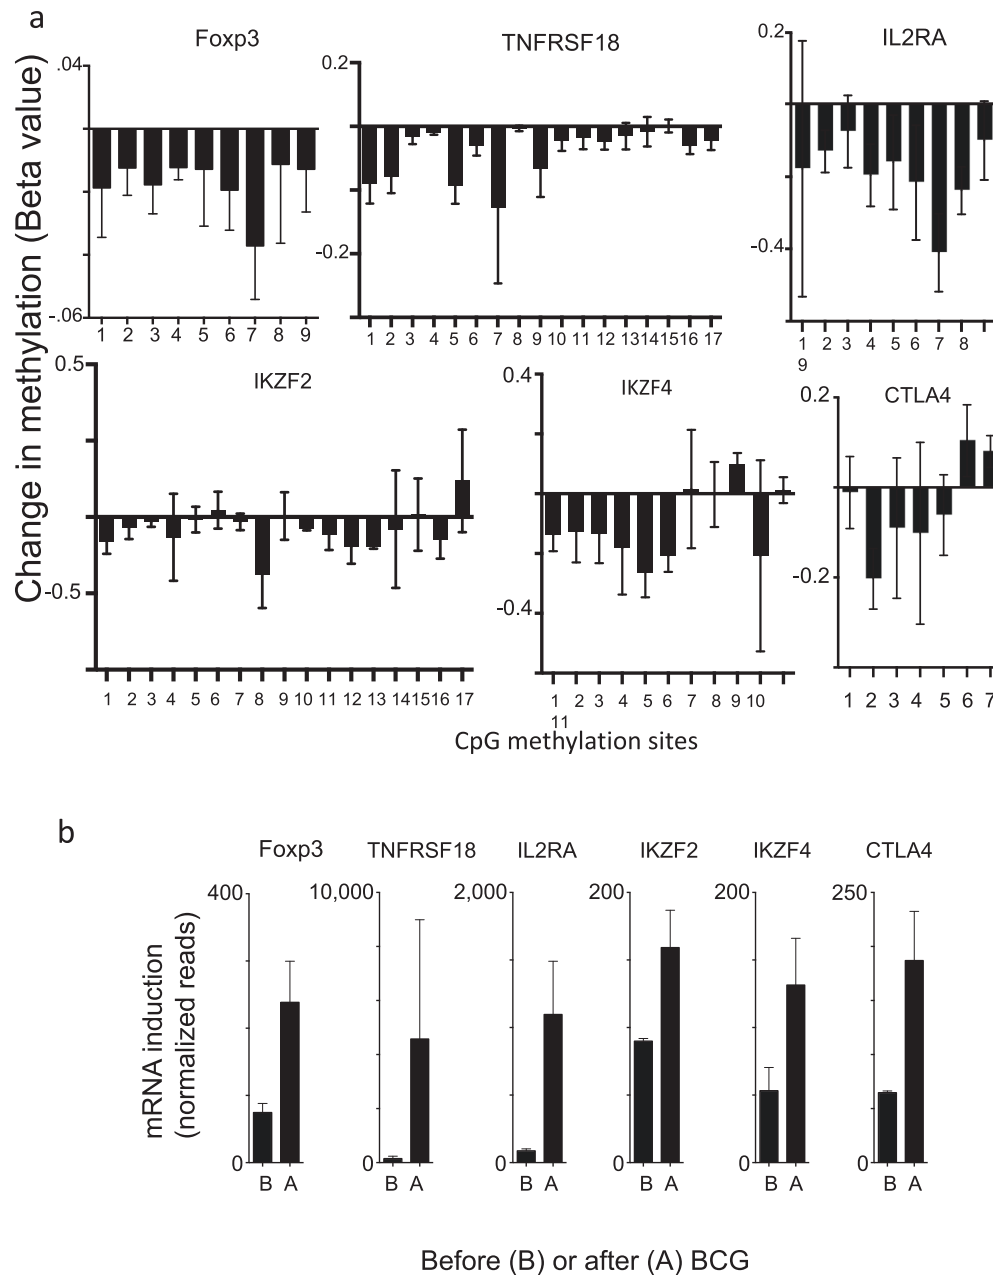 a
Change in methylation (Beta value)
Foxp3
.04
-.06
1 2 3 4 5 6 7 8 9
TNFRSF18
0.2
-0.2
1 2 3 4 5 6 7 8 9 10 11 12 13 14 15 16 17
IL2RA
0.2
-0.4
1 2 3 4 5 6 7 8
9
IKZF2
0.5
-0.5
1 2 3 4 5 6 7 8 9 10 11 12 13 14 15 16 17
IKZF4
0.4
-0.4
1 2 3 4 5 6 7 8 9 10
11
CTLA4
0.2
-0.2
1 2 3 4 5 6 7
CpG methylation sites
b
mRNA induction
(normalized reads)
Foxp3
400
0
B A
TNFRSF18
10,000
0
B A
IL2RA
2,000
0
B A
IKZF2
200
0
B A
IKZF4
200
0
B A
CTLA4
250
0
B A
Before (B) or after (A) BCG